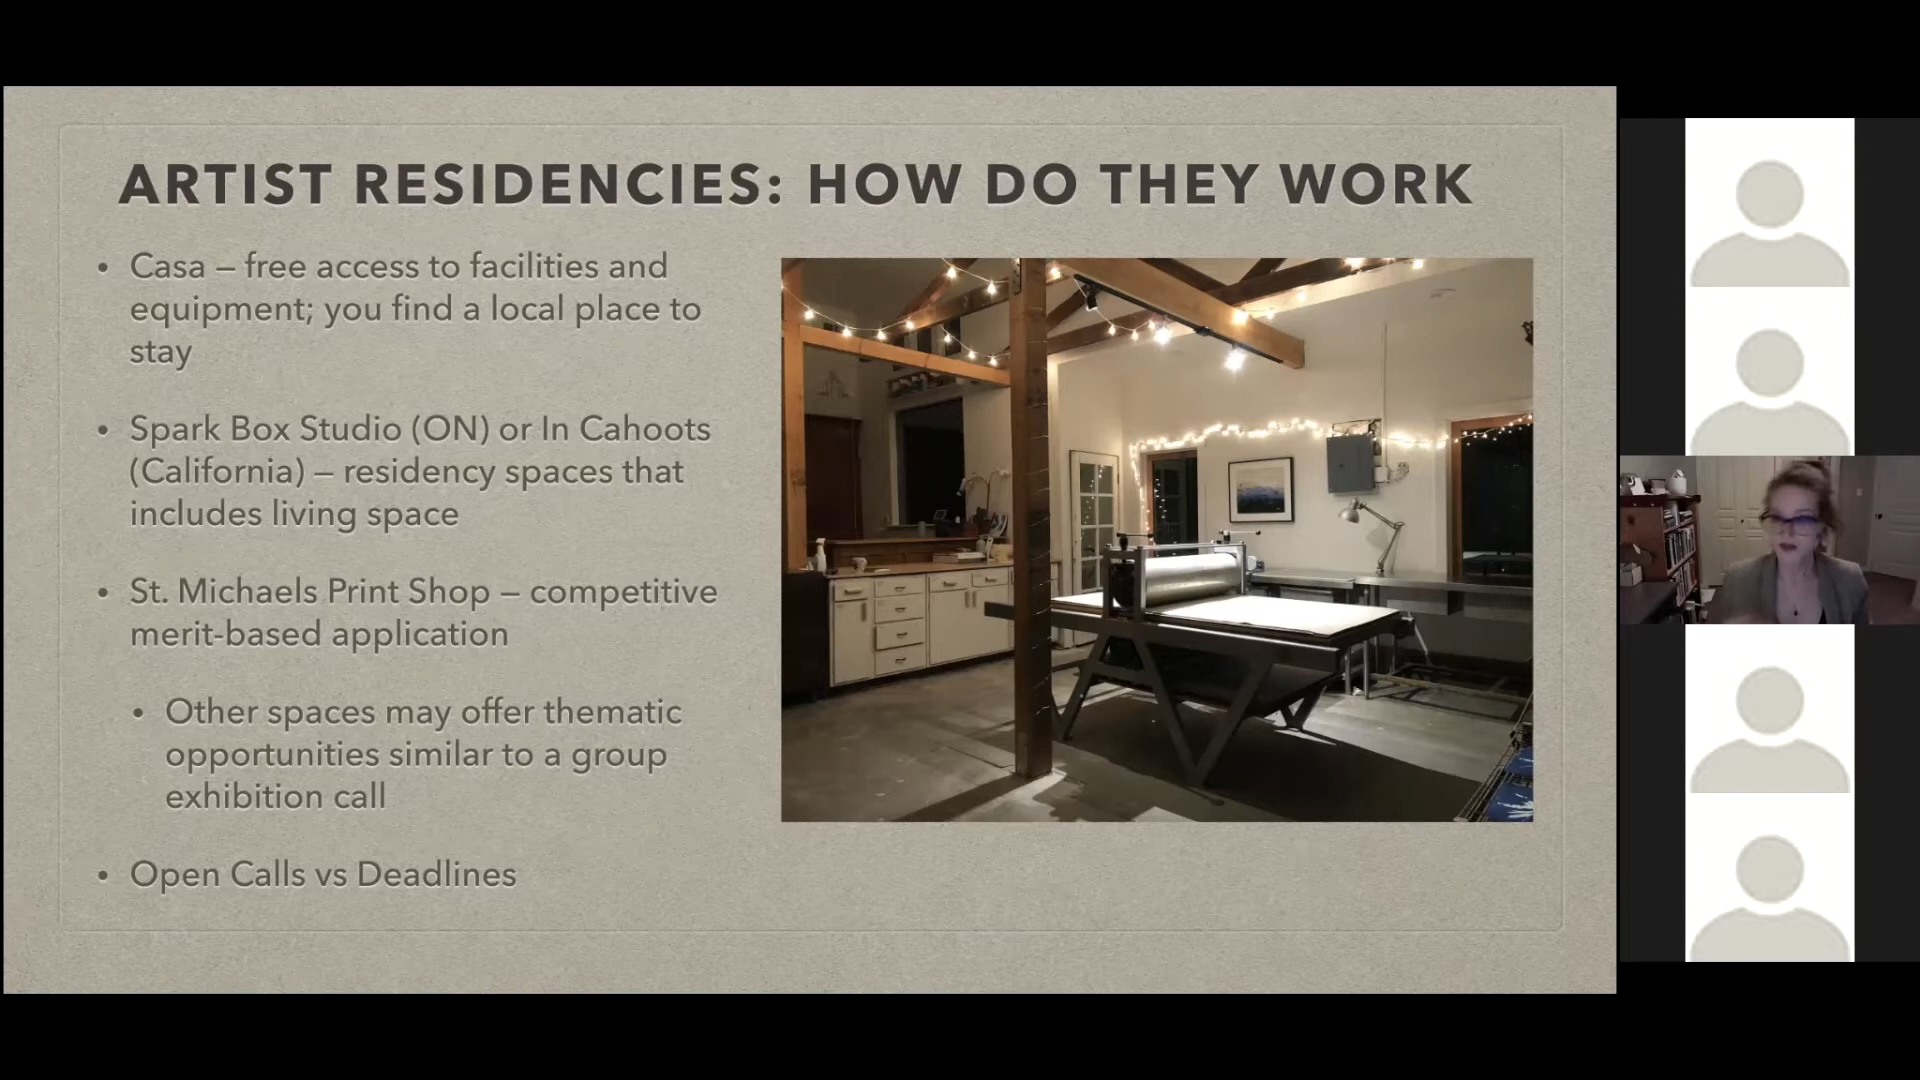 ARTIST RESIDENCIES: HOW DO THEY WORK
• Casa – free access to facilities and
equipment; you find a local place to
stay
• Spark Box Studio (ON) or In Cahoots
(California) – residency spaces that
includes living space
• St. Michaels Print Shop – competitive
merit-based application
• Other spaces may offer thematic
opportunities similar to a group
exhibition call
• Open Calls vs Deadlines